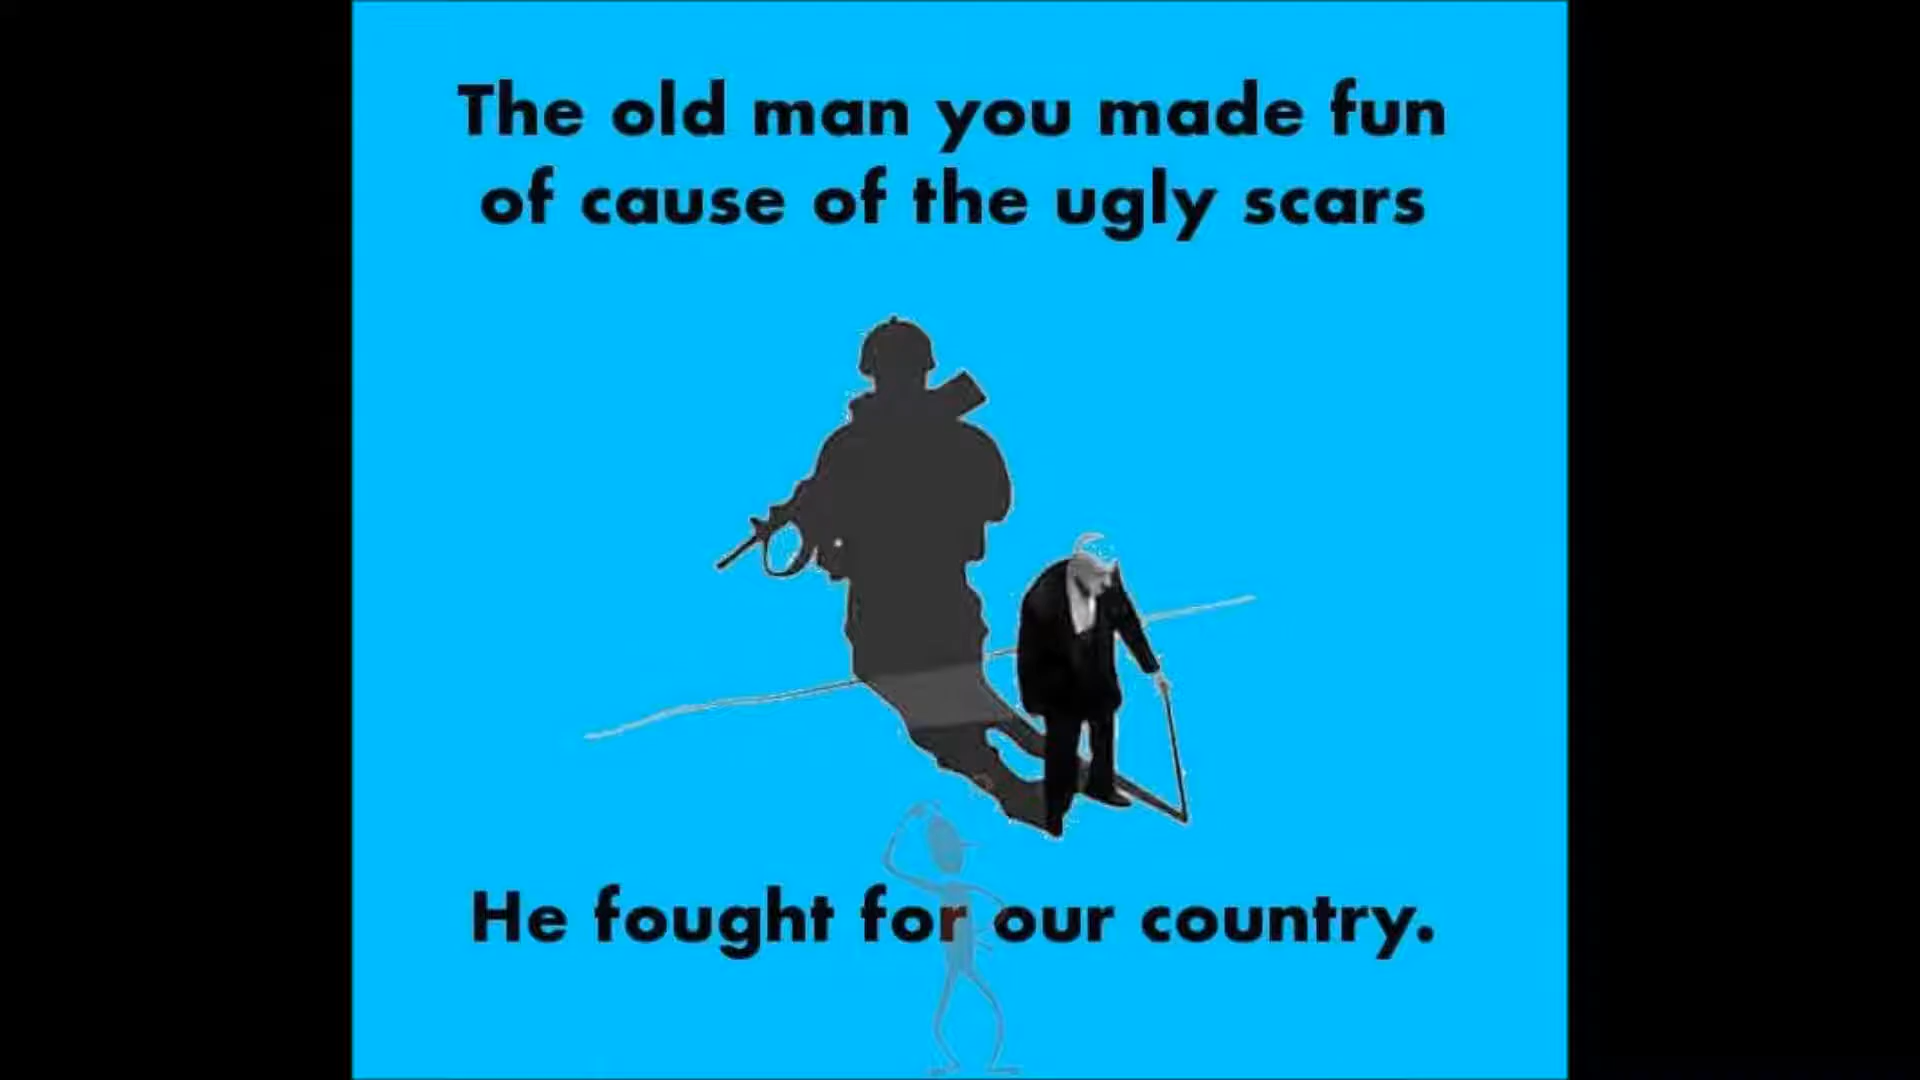 The old man you made fun
of cause of the ugly scars
He fought for our country.